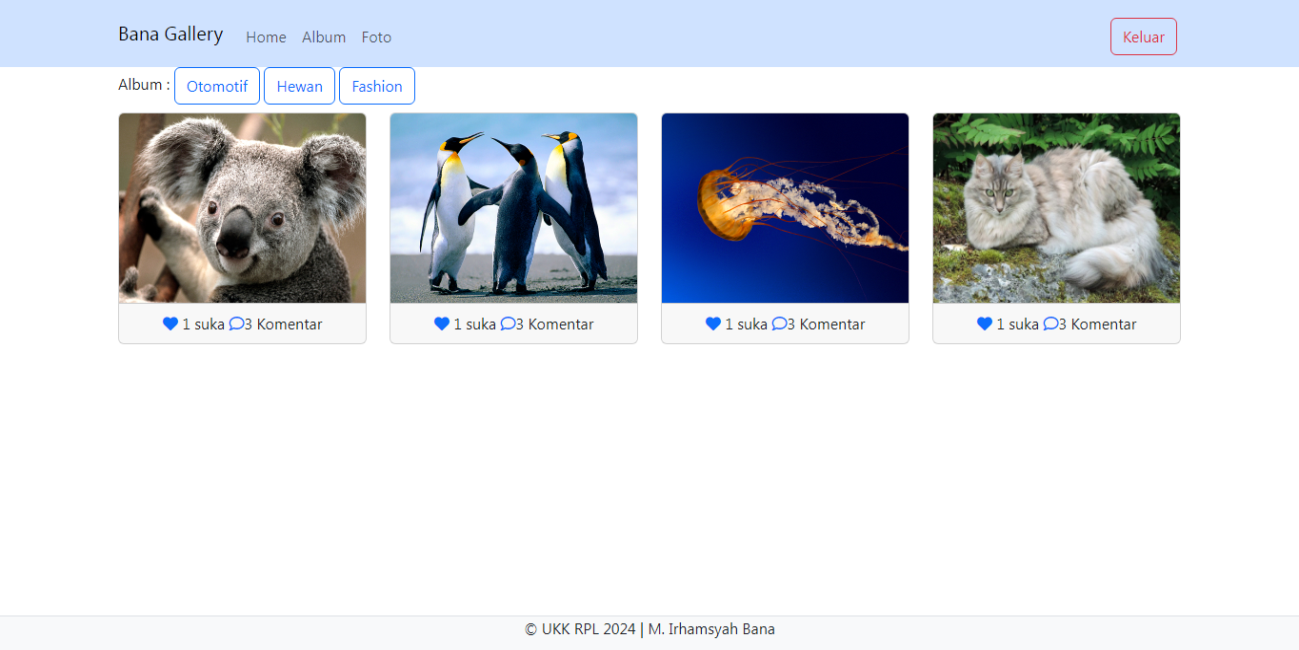 Bana Gallery Home Album Foto Keluar
Album : Otomotif Hewan Fashion
1 suka 3 Komentar 1 suka 3 Komentar 1 suka 3 Komentar 1 suka 3 Komentar
© UKK RPL 2024 | M. Irhamsyah Bana